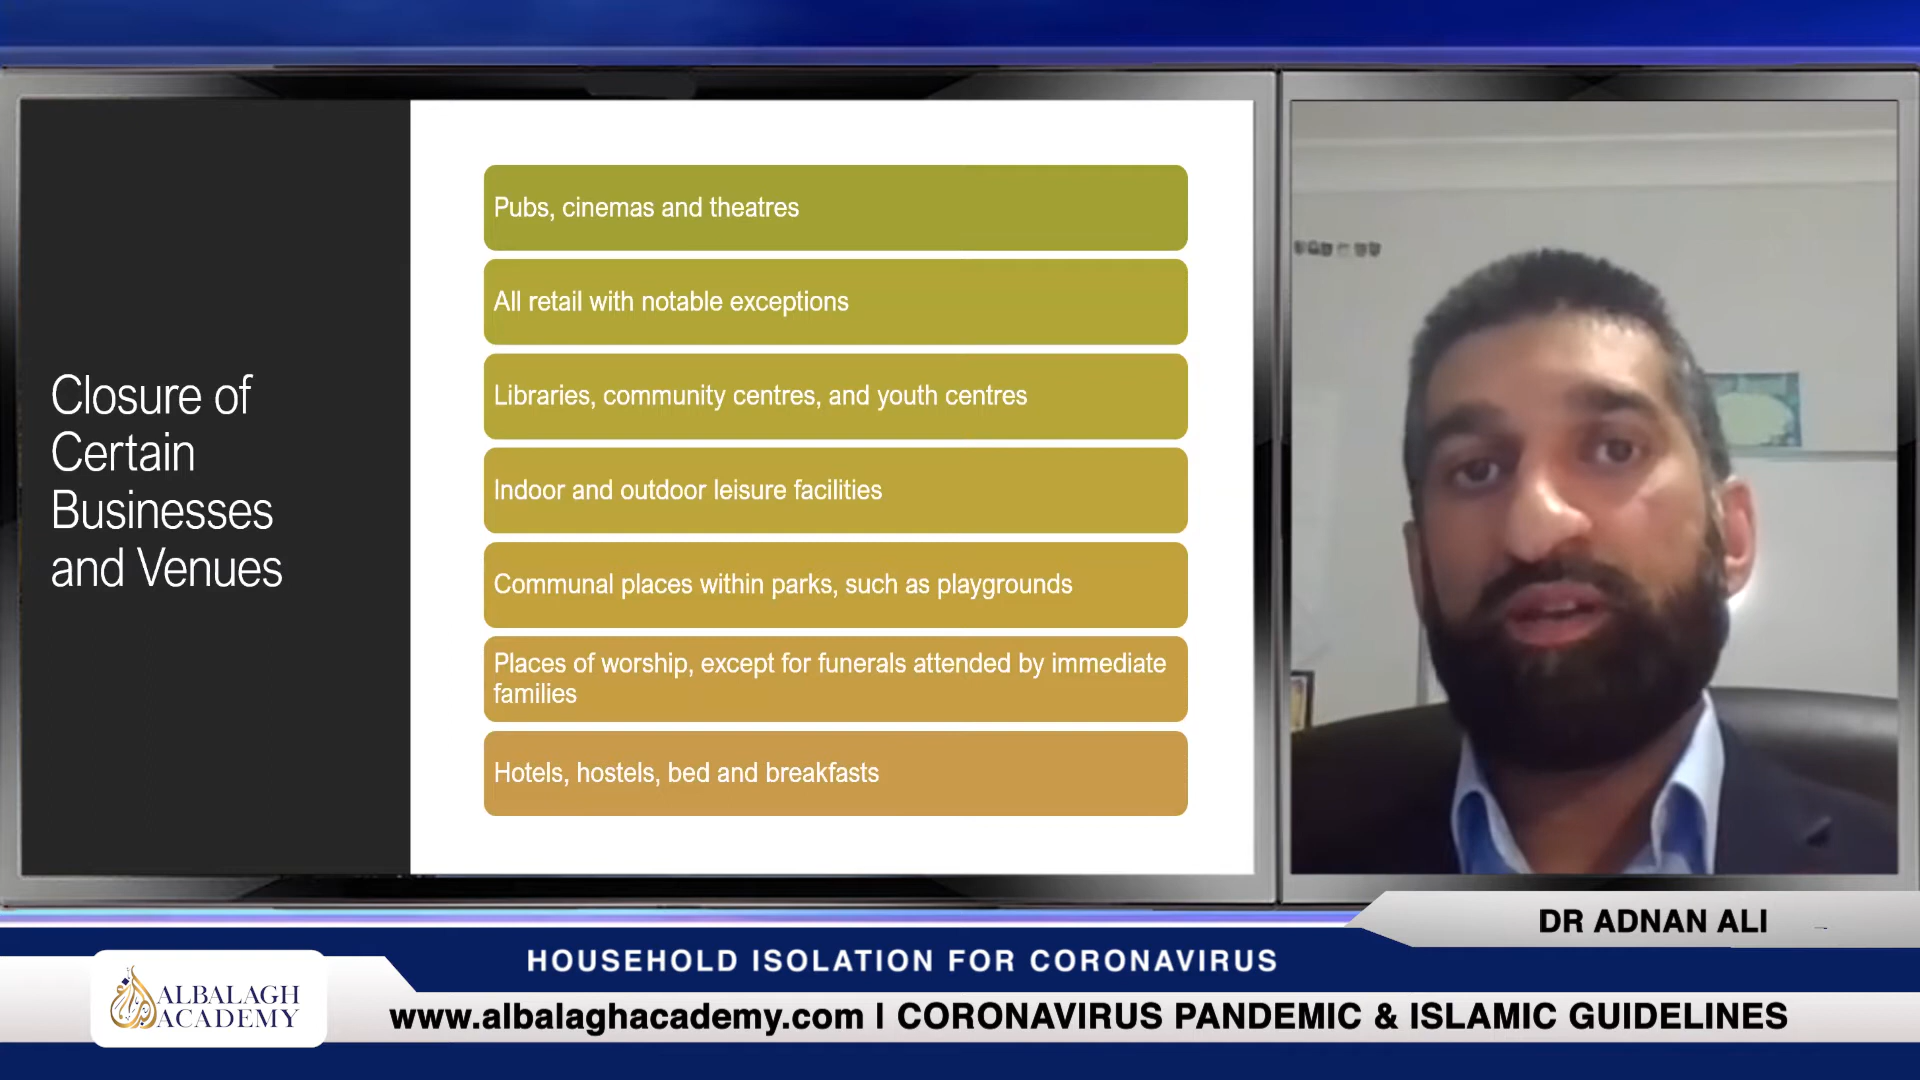 Closure of
Certain
Businesses
and Venues
Pubs, cinemas and theatres
All retail with notable exceptions
Libraries, community centres, and youth centres
Indoor and outdoor leisure facilities
Communal places within parks, such as playgrounds
Places of worship, except for funerals attended by immediate
families
Hotels, hostels, bed and breakfasts
DR ADNAN ALI
HOUSEHOLD ISOLATION FOR CORONAVIRUS
ALBALAGH
ACADEMY
www.albalaghacademy.com | CORONAVIRUS PANDEMIC & ISLAMIC GUIDELINES